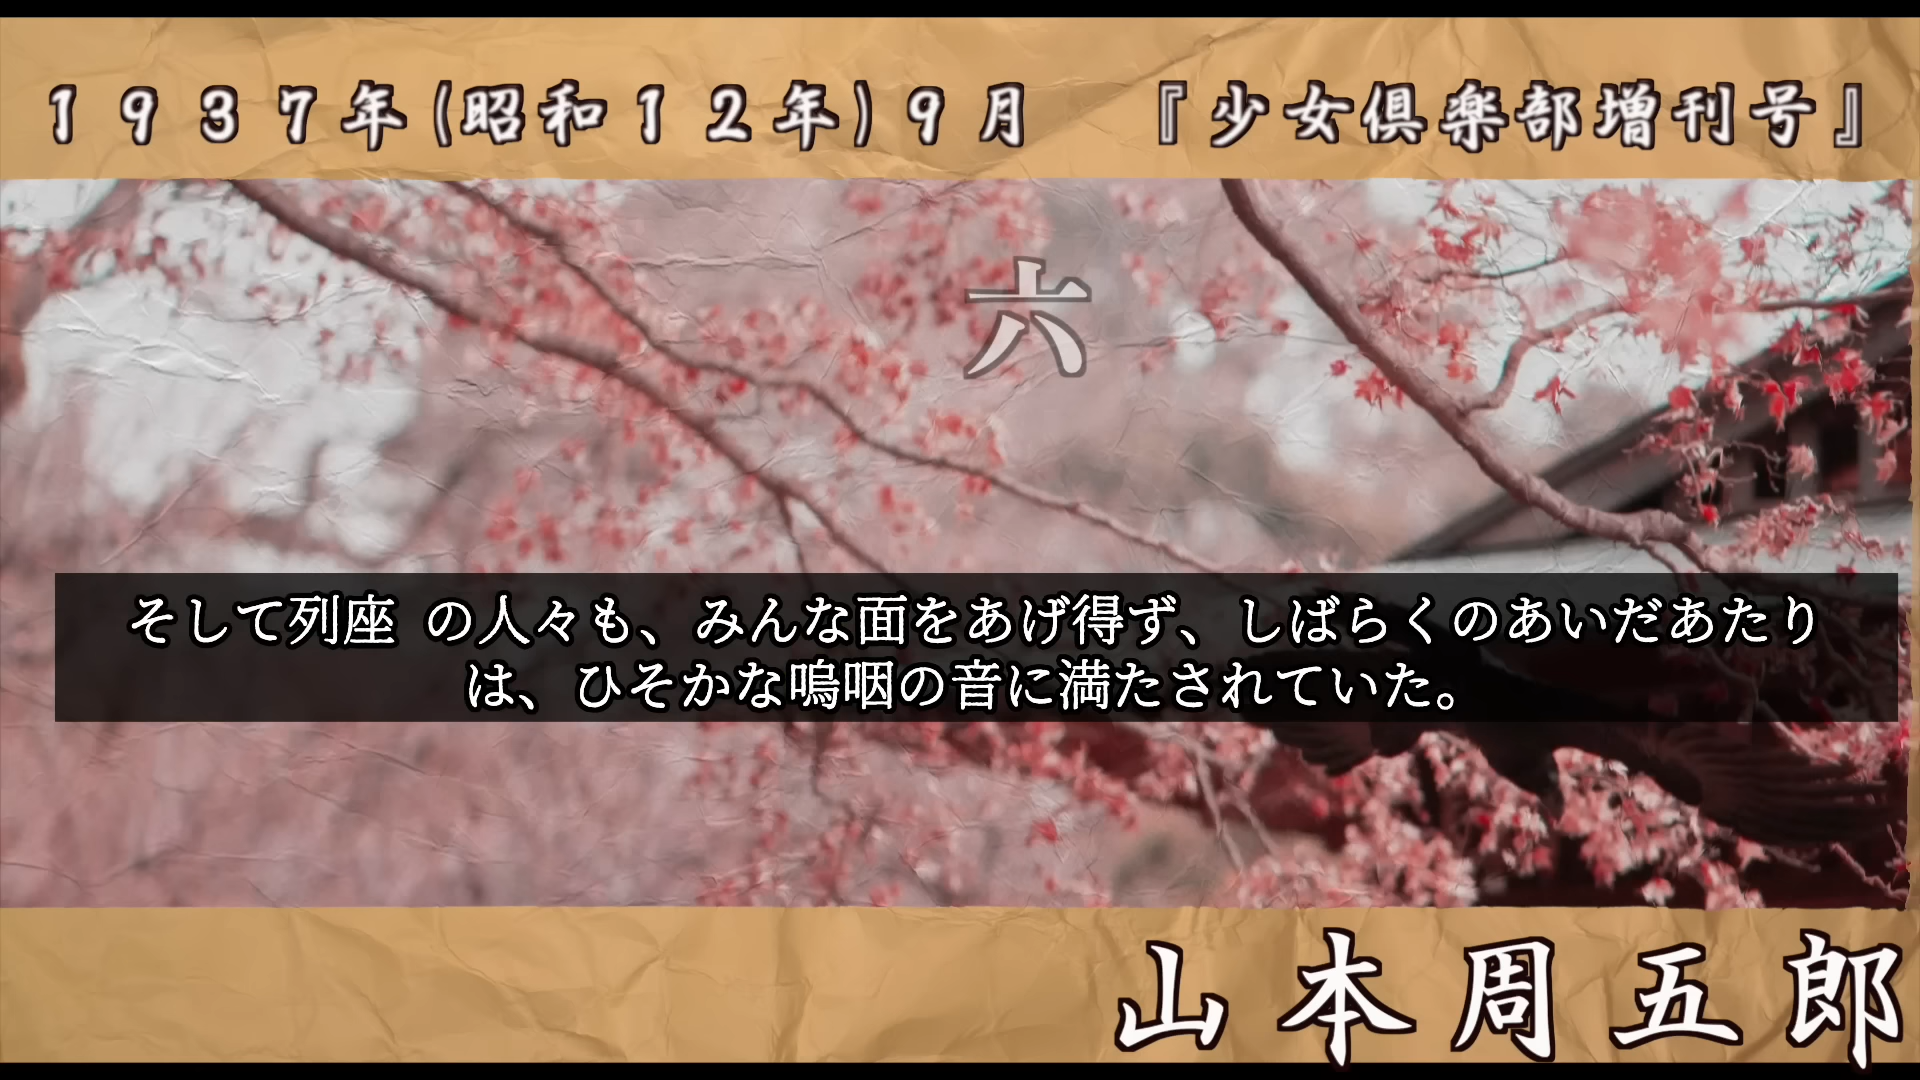 １９３７年(昭和１２年)９月　『少女倶楽部増刊号』
六
そして列座 の人々も、みんな面をあげ得ず、しばらくのあいだあたり
は、ひそかな嗚咽の音に満たされていた。
山本周五郎